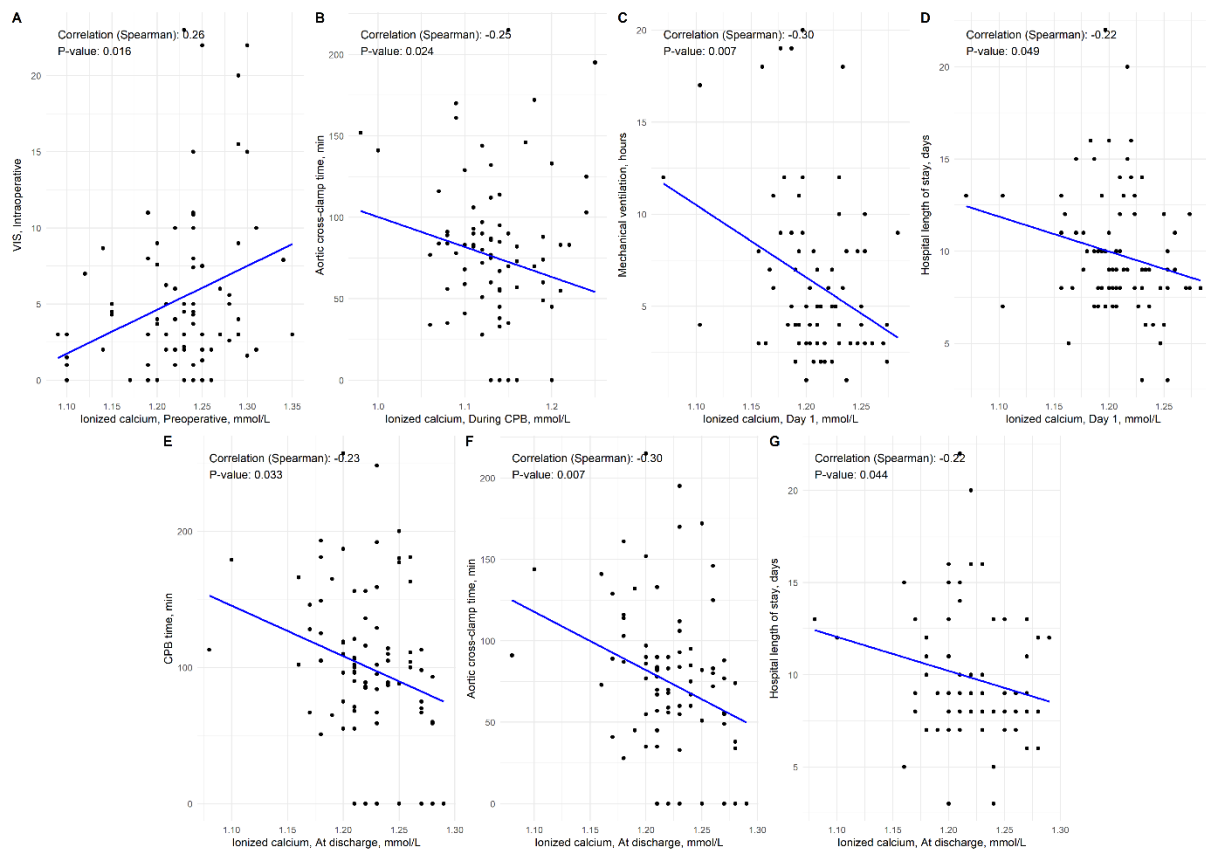 A
Correlation (Spearman): 0.26
P-value: 0.016
VIS, Intraoperative
20
15
10
5
0
1.10 1.15 1.20 1.25 1.30 1.35
Ionized calcium, Preoperative, mmol/L
B
Correlation (Spearman): -0.25
P-value: 0.024
Aortic cross-clamp time, min
200
150
100
50
0
1.0 1.1 1.2
Ionized calcium, During CPB, mmol/L
C
Correlation (Spearman): -0.30
P-value: 0.007
Mechanical ventilation, hours
20
15
10
5
0
1.10 1.15 1.20 1.25
Ionized calcium, Day 1, mmol/L
D
Correlation (Spearman): -0.22
P-value: 0.049
Hospital length of stay, days
20
15
10
5
1.10 1.15 1.20 1.25
Ionized calcium, Day 1, mmol/L
E
Correlation (Spearman): -0.23
P-value: 0.033
CPB time, min
200
100
0
1.10 1.15 1.20 1.25 1.30
Ionized calcium, At discharge, mmol/L
F
Correlation (Spearman): -0.30
P-value: 0.007
Aortic cross-clamp time, min
200
150
100
50
0
1.10 1.15 1.20 1.25 1.30
Ionized calcium, At discharge, mmol/L
G
Correlation (Spearman): -0.22
P-value: 0.044
Hospital length of stay, days
20
15
10
5
1.10 1.15 1.20 1.25 1.30
Ionized calcium, At discharge, mmol/L